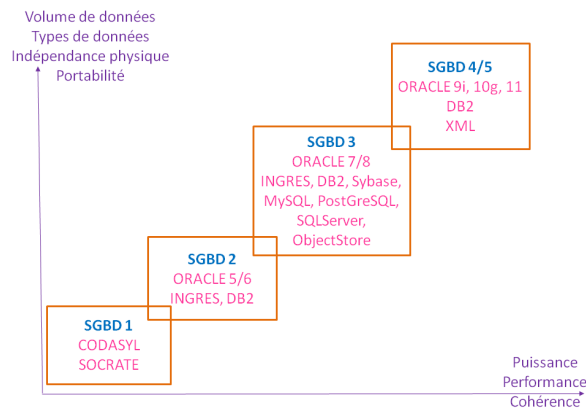 Volume de données
Types de données
Indépendance physique
Portabilité
SGBD 4/5
ORACLE 9i, 10g, 11
DB2
XML
SGBD 3
ORACLE 7/8
INGRES, DB2, Sybase,
MySQL, PostGreSQL,
SQLServer,
ObjectStore
SGBD 2
ORACLE 5/6
INGRES, DB2
SGBD 1
CODASYL
SOCRATE
Puissance
Performance
Cohérence